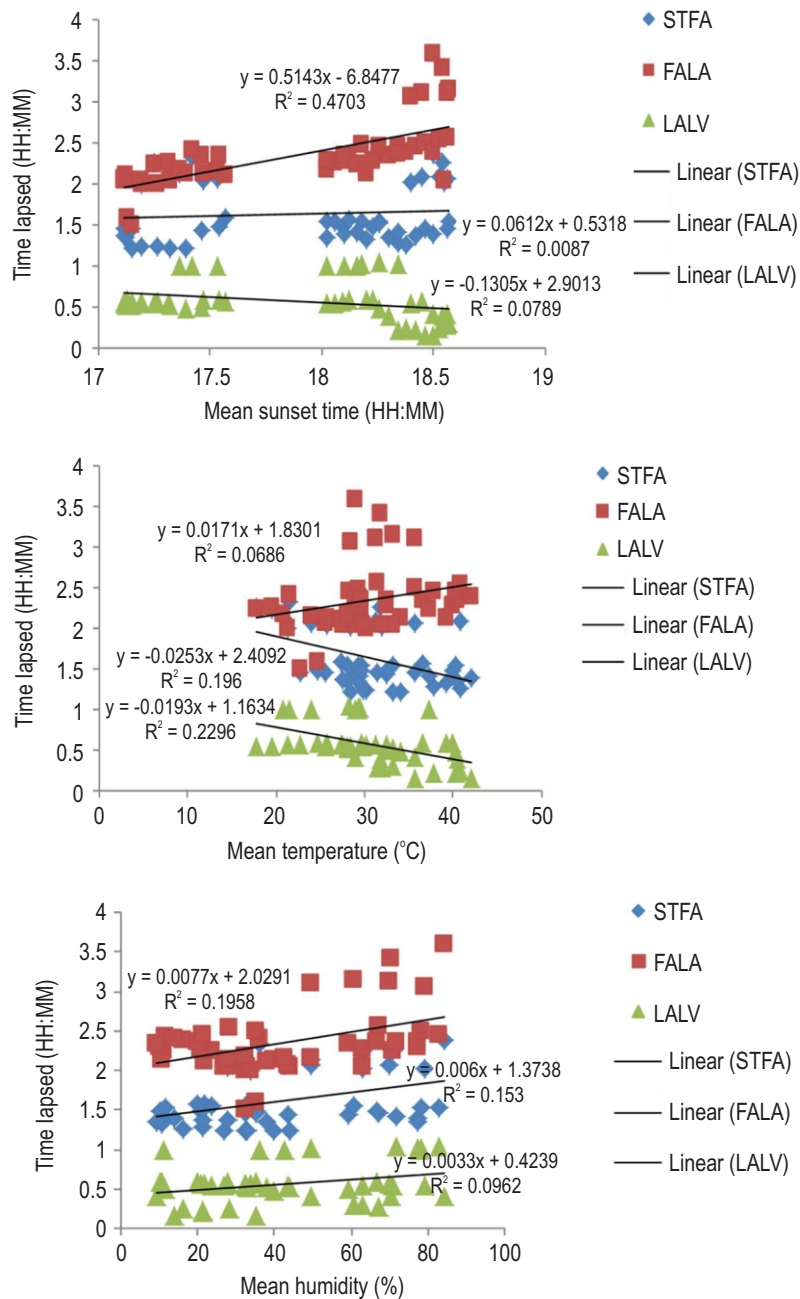 4
3.5
3
2.5
2
1.5
1
0.5
0
Time lapsed (HH:MM)
y = 0.5143x - 6.8477
R² = 0.4703
y = 0.0612x + 0.5318
R² = 0.0087
y = -0.1305x + 2.9013
R² = 0.0789
17
17.5
18
18.5
19
Mean sunset time (HH:MM)
STFA
FALA
LALV
Linear (STFA)
Linear (FALA)
Linear (LALV)
4
3.5
3
2.5
2
1.5
1
0.5
0
Time lapsed (HH:MM)
y = 0.0171x + 1.8301
R² = 0.0686
y = -0.0253x + 2.4092
R² = 0.196
y = -0.0193x + 1.1634
R² = 0.2296
0
10
20
30
40
50
Mean temperature (°C)
STFA
FALA
LALV
Linear (STFA)
Linear (FALA)
Linear (LALV)
4
3.5
3
2.5
2
1.5
1
0.5
0
Time lapsed (HH:MM)
y = 0.0077x + 2.0291
R² = 0.1958
y = 0.006x + 1.3738
R² = 0.153
y = 0.0033x + 0.4239
R² = 0.0962
0
20
40
60
80
100
Mean humidity (%)
STFA
FALA
LALV
Linear (STFA)
Linear (FALA)
Linear (LALV)